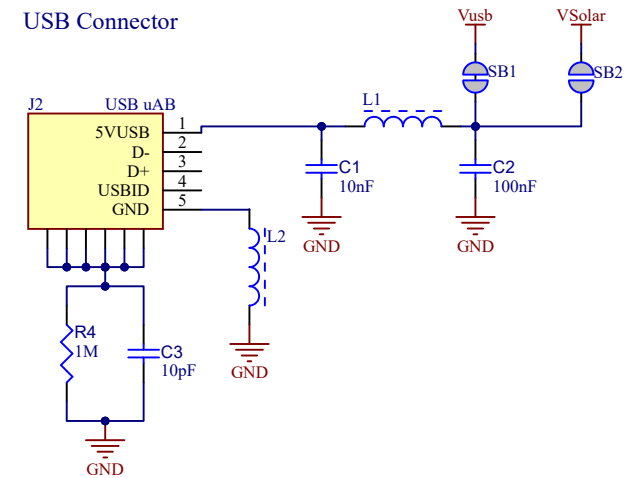 USB Connector
Vusb
VSolar
SB1
SB2
J2
USB uAB
L1
5VUSB
1
D-
2
D+
3
USBID
4
GND
5
C1
10nF
C2
100nF
GND
GND
L2
R4
1M
C3
10pF
GND
GND